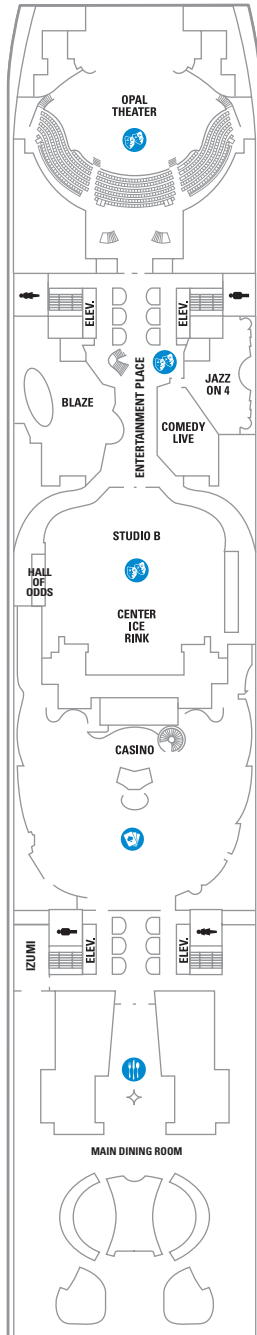 OPAL
THEATER
ELEV.
ELEV.
ENTERTAINMENT PLACE
BLAZE
JAZZ
ON 4
COMEDY
LIVE
STUDIO B
HALL
OF
ODDS
CENTER
ICE
RINK
CASINO
IZUMI
ELEV.
ELEV.
MAIN DINING ROOM